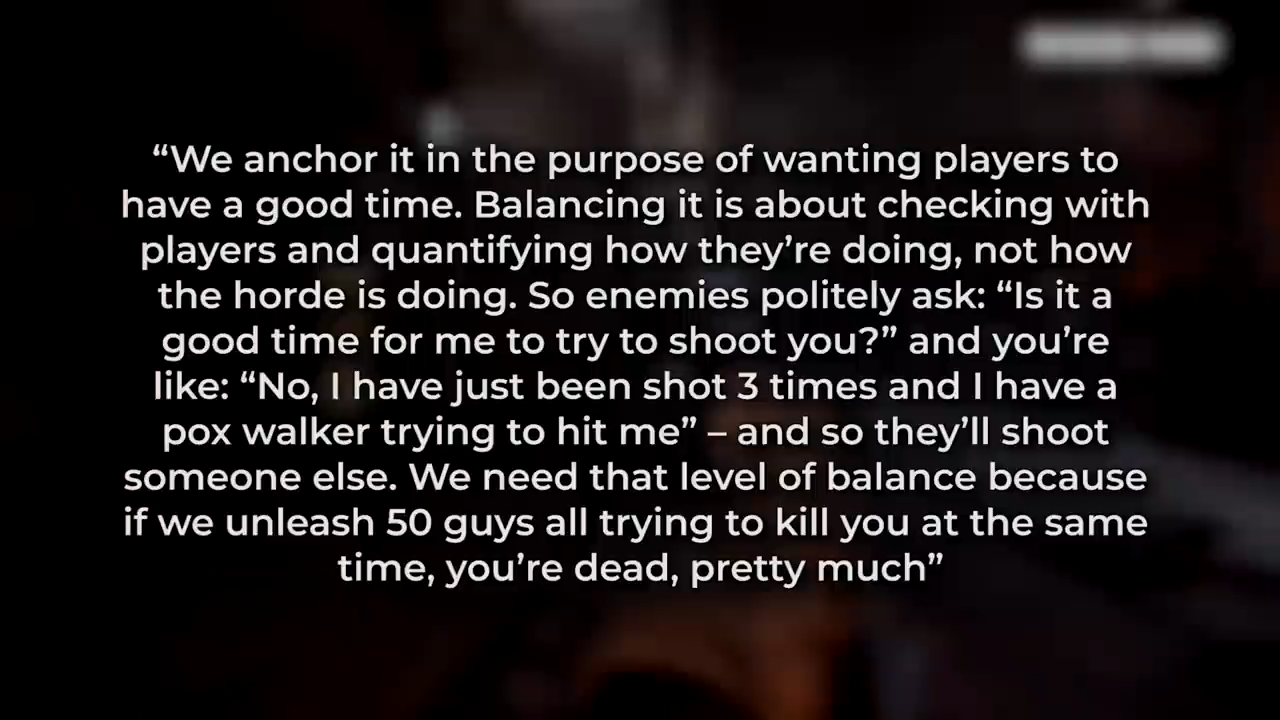 “We anchor it in the purpose of wanting players to
have a good time. Balancing it is about checking with
players and quantifying how they’re doing, not how
the horde is doing. So enemies politely ask: “Is it a
good time for me to try to shoot you?” and you’re
like: “No, I have just been shot 3 times and I have a
pox walker trying to hit me” – and so they’ll shoot
someone else. We need that level of balance because
if we unleash 50 guys all trying to kill you at the same
time, you’re dead, pretty much”